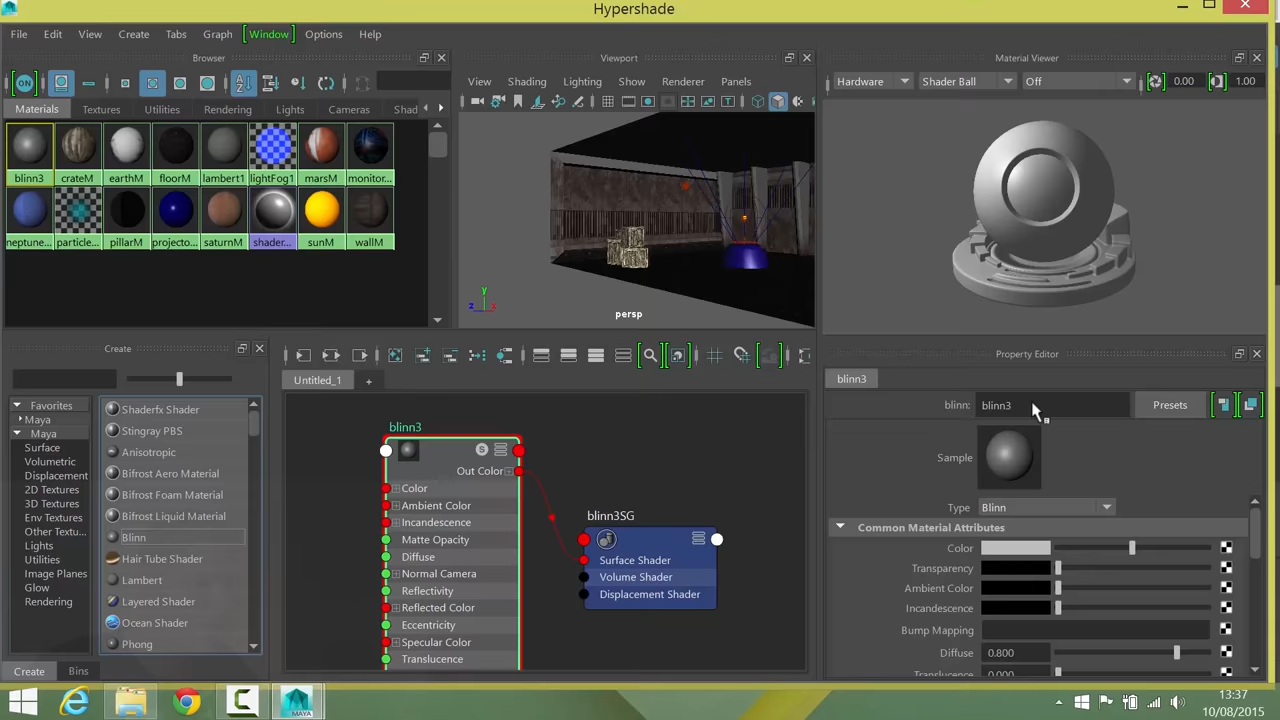 Hypershade
File Edit View Create Tabs Graph [Window] Options Help
Browser
Viewport
Material Viewer
ON
View Shading Lighting Show Renderer Panels
Hardware Shader Ball Off 0.00 1.00
Materials Textures Utilities Rendering Lights Cameras Shad
blinn3 crateM earthM floorM lambert1 lightFog1 marsM monitor...
neptune... particle... pillarM projecto... saturnM shader... sunM wallM
y
z x
persp
Create
Property Editor
Untitled_1 +
blinn3
Favorites
Maya
Maya
Surface
Volumetric
Displacement
2D Textures
3D Textures
Env Textures
Other Textu...
Lights
Utilities
Image Planes
Glow
Rendering
Shaderfx Shader
Stingray PBS
Anisotropic
Bifrost Aero Material
Bifrost Foam Material
Bifrost Liquid Material
Blinn
Hair Tube Shader
Lambert
Layered Shader
Ocean Shader
Phong
Create Bins
blinn3
S
Out Color
Color
Ambient Color
Incandescence
Matte Opacity
Diffuse
Normal Camera
Reflectivity
Reflected Color
Eccentricity
Specular Color
Translucence
blinn3SG
Surface Shader
Volume Shader
Displacement Shader
blinn: blinn3 Presets
Sample
Type Blinn
Common Material Attributes
Color
Transparency
Ambient Color
Incandescence
Bump Mapping
Diffuse 0.800
Translucence 0.000
MAYA
13:37
10/08/2015